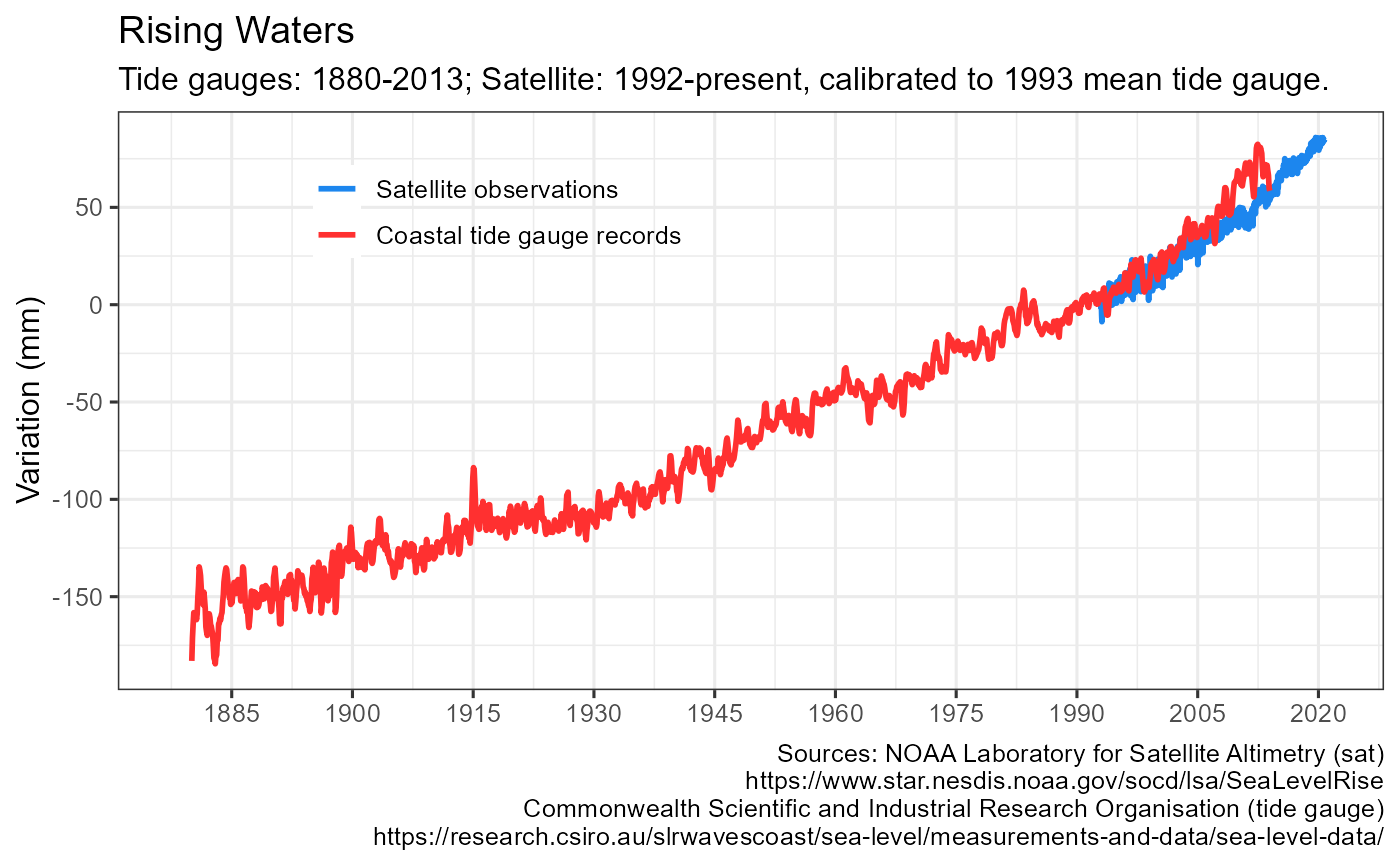 Rising Waters
Tide gauges: 1880-2013; Satellite: 1992-present, calibrated to 1993 mean tide gauge.
Satellite observations
Coastal tide gauge records
Variation (mm)
50
0
-50
-100
-150
1885 1900 1915 1930 1945 1960 1975 1990 2005 2020
Sources: NOAA Laboratory for Satellite Altimetry (sat)
https://www.star.nesdis.noaa.gov/socd/lsa/SeaLevelRise
Commonwealth Scientific and Industrial Research Organisation (tide gauge)
https://research.csiro.au/slrwavescoast/sea-level/measurements-and-data/sea-level-data/